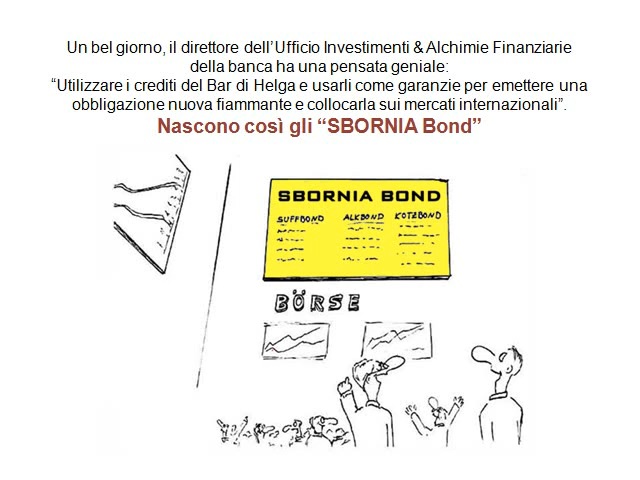 Un bel giorno, il direttore dell’Ufficio Investimenti & Alchimie Finanziarie
della banca ha una pensata geniale:
“Utilizzare i crediti del Bar di Helga e usarli come garanzie per emettere una
obbligazione nuova fiammante e collocarla sui mercati internazionali”.
Nascono così gli “SBORNIA Bond”
SBORNIA BOND
SUFFBOND ALKBOND KOTZBOND
BÖRSE